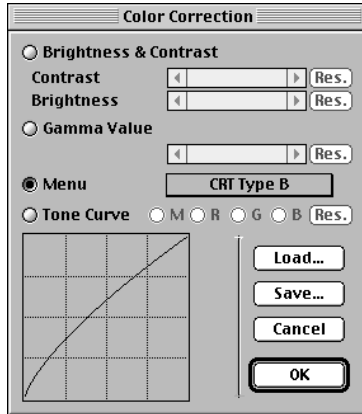 Color Correction
Brightness & Contrast
Contrast Res.
Brightness Res.
Gamma Value
Res.
Menu CRT Type B
Tone Curve M R G B Res.
Load...
Save...
Cancel
OK